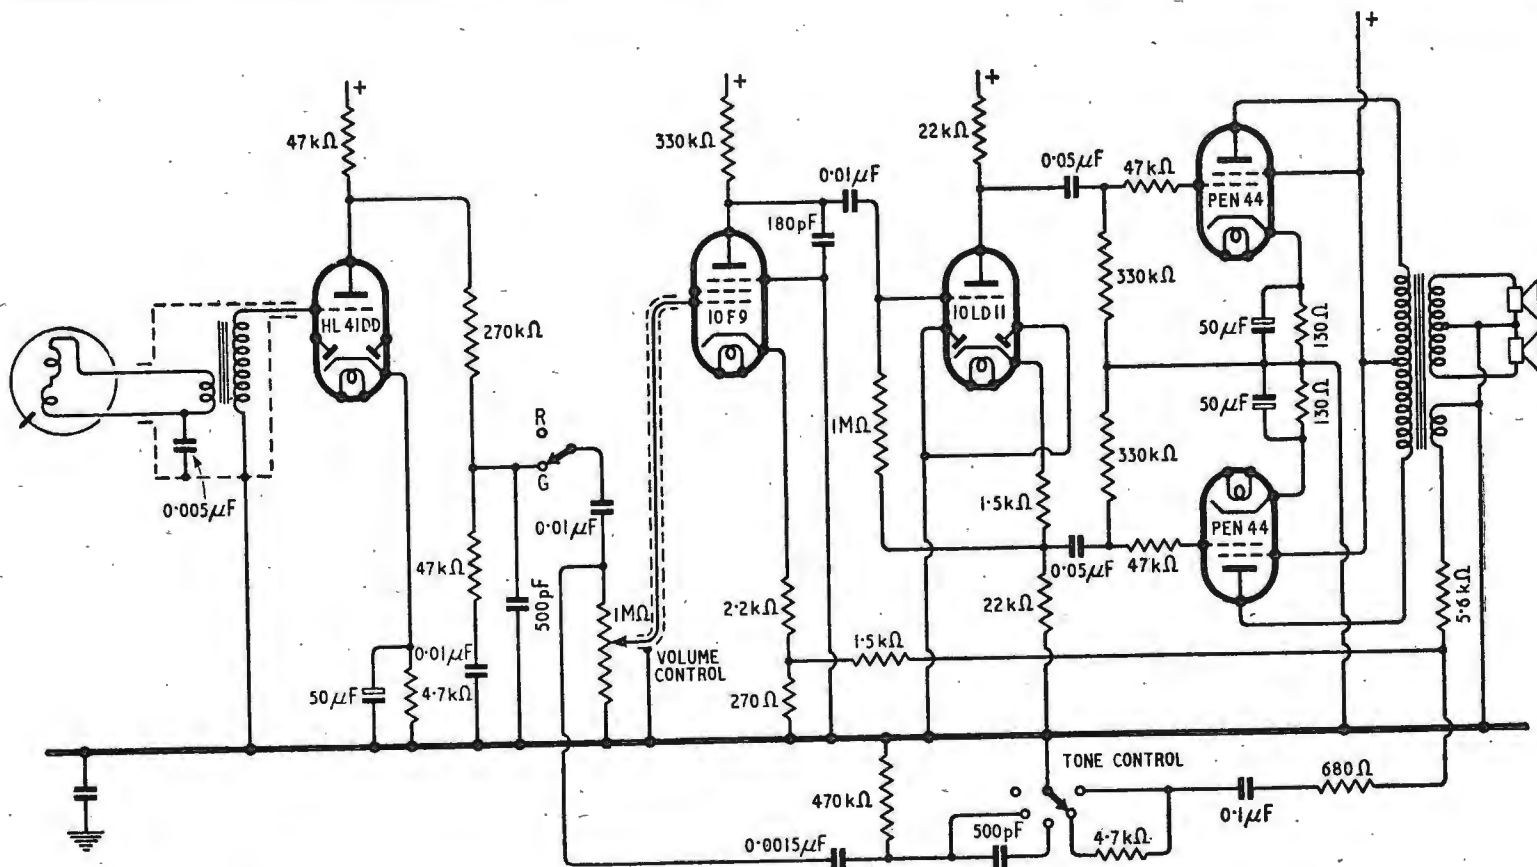 +
47kΩ
HL 41DD
0·005μF
270kΩ
R
G
0·01μF
47kΩ
500pF
0·01μF
50μF
4·7kΩ
1MΩ
VOLUME
CONTROL
+
330kΩ
180pF
0·01μF
10F9
2·2kΩ
270Ω
1·5kΩ
+
22kΩ
10LD11
1MΩ
1·5kΩ
22kΩ
0·05μF
47kΩ
330kΩ
330kΩ
0·05μF
47kΩ
PEN 44
50μF
130Ω
50μF
130Ω
PEN 44
+
5·6kΩ
TONE CONTROL
470kΩ
0·0015μF
500pF
4·7kΩ
0·1μF
680Ω